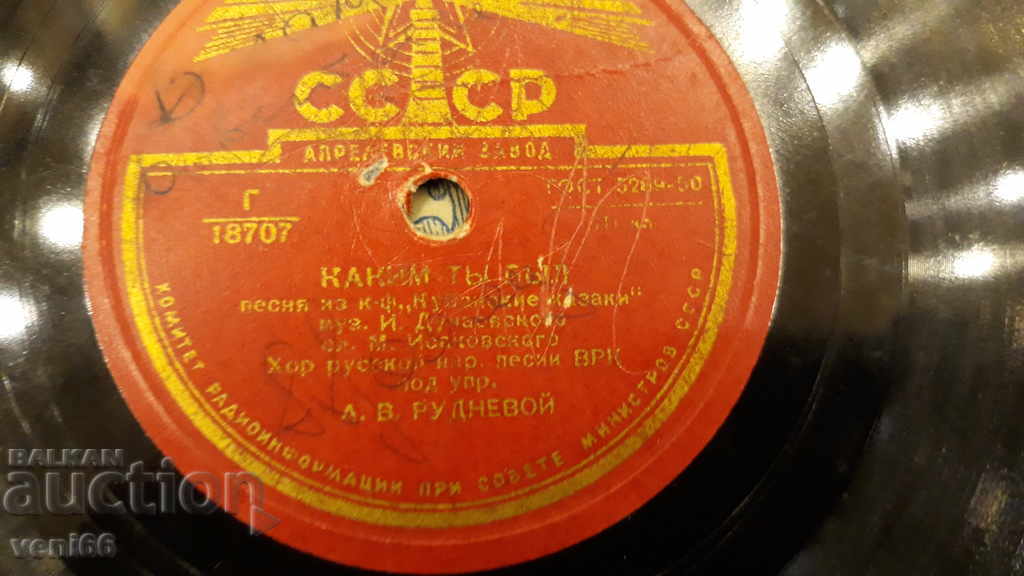 СССР
АПРЕЛЕВСКИЙ ЗАВОД
Г
18707
ГОСТ 5289-50
КАКИМ ТЫ БЫЛ
песня из к-ф „Кубанские казаки“
муз. И. Дунаевского
сл. М. Исаковского
Хор русской нар. песни ВРК
под упр.
А. В. РУДНЕВОЙ
КОМИТЕТ РАДИОИНФОРМАЦИИ ПРИ СОВЕТЕ МИНИСТРОВ СССР
BALKAN
auction
veni66